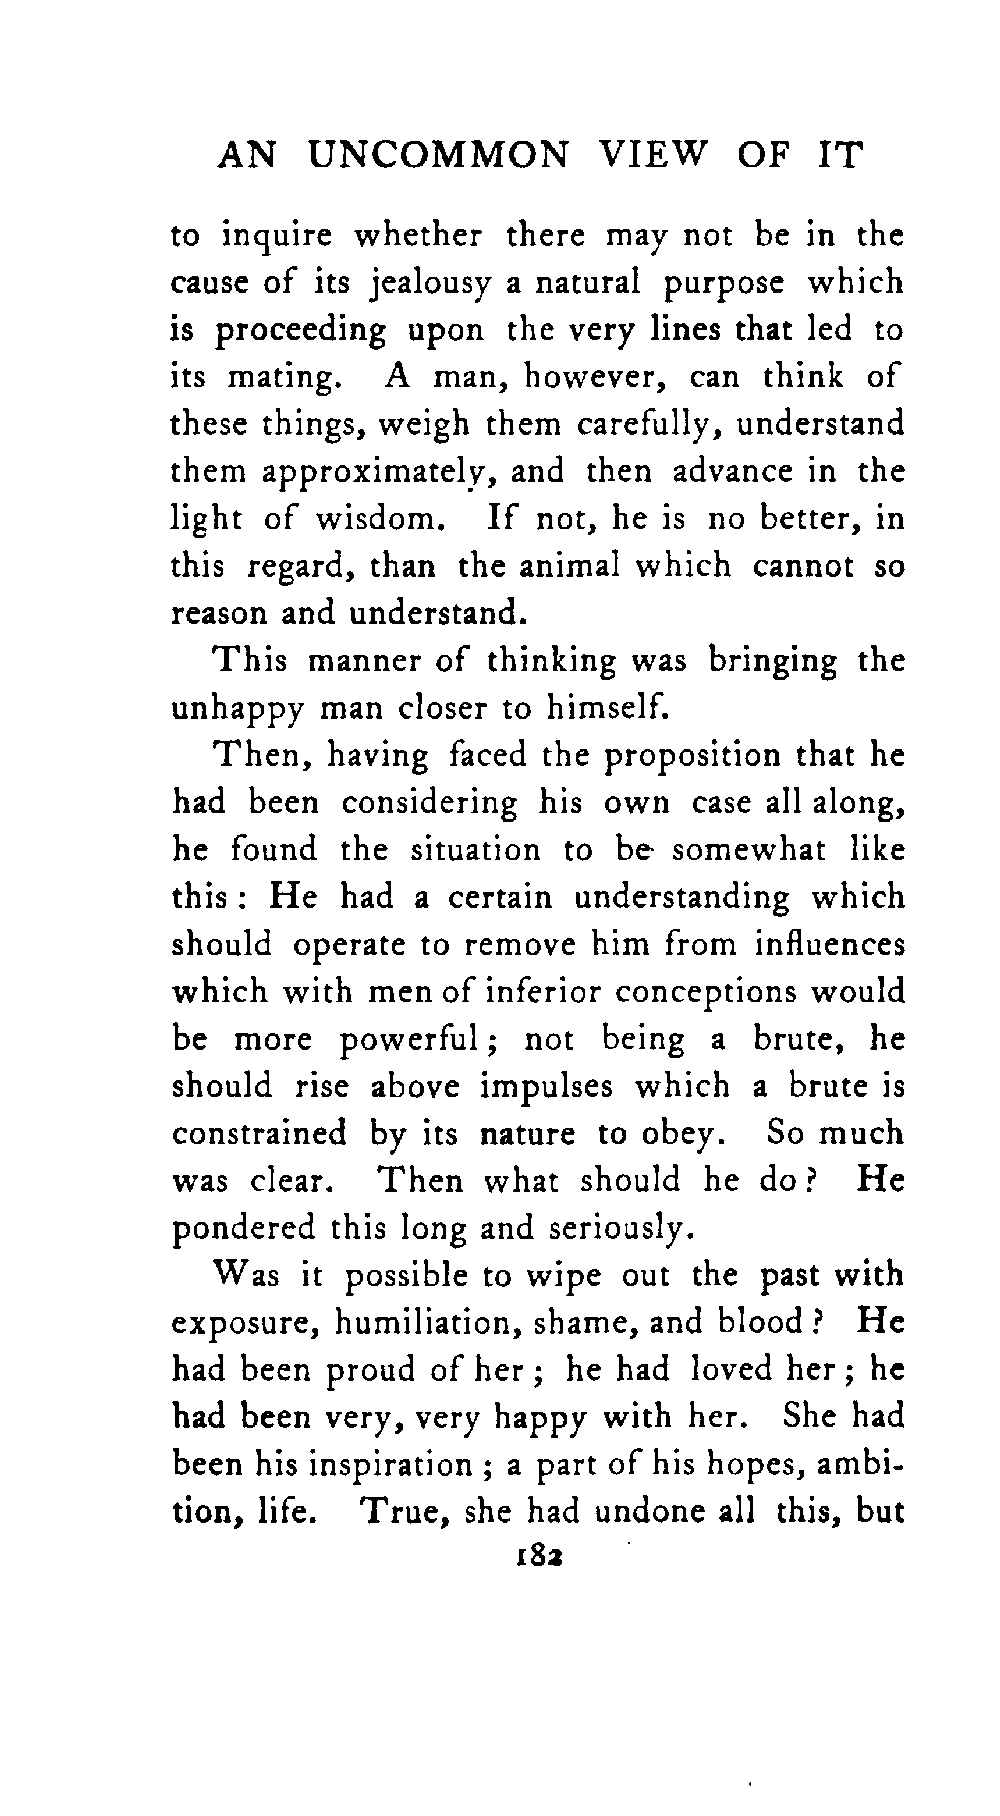 AN UNCOMMON VIEW OF IT
to inquire whether there may not be in the
cause of its jealousy a natural purpose which
is proceeding upon the very lines that led to
its mating. A man, however, can think of
these things, weigh them carefully, understand
them approximately, and then advance in the
light of wisdom. If not, he is no better, in
this regard, than the animal which cannot so
reason and understand.
This manner of thinking was bringing the
unhappy man closer to himself.
Then, having faced the proposition that he
had been considering his own case all along,
he found the situation to be somewhat like
this : He had a certain understanding which
should operate to remove him from influences
which with men of inferior conceptions would
be more powerful ; not being a brute, he
should rise above impulses which a brute is
constrained by its nature to obey. So much
was clear. Then what should he do ? He
pondered this long and seriously.
Was it possible to wipe out the past with
exposure, humiliation, shame, and blood ? He
had been proud of her ; he had loved her ; he
had been very, very happy with her. She had
been his inspiration ; a part of his hopes, ambi-
tion, life. True, she had undone all this, but
182